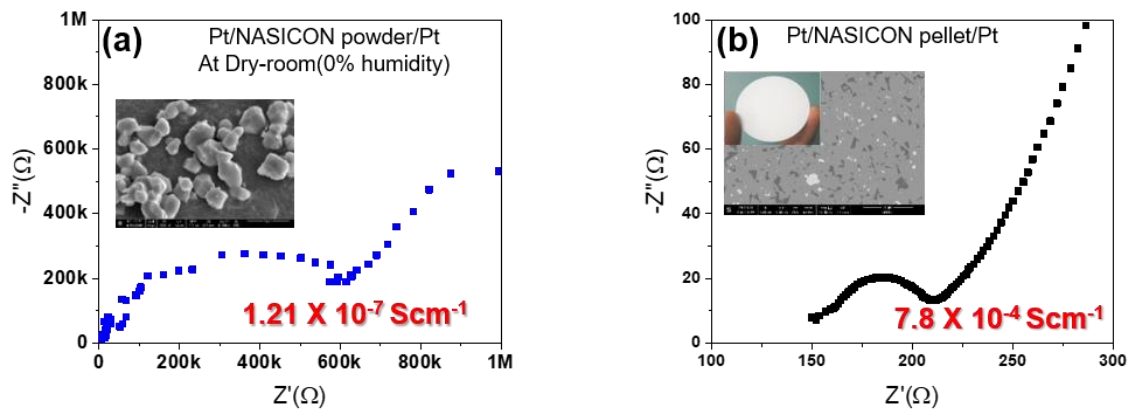 (a)
Pt/NASICON powder/Pt
At Dry-room(0% humidity)
1M
800k
600k
400k
200k
0
-Z"(Ω)
1.21 X 10⁻⁷ Scm⁻¹
0 200k 400k 600k 800k 1M
Z'(Ω)
(b)
Pt/NASICON pellet/Pt
100
80
60
40
20
0
-Z"(Ω)
7.8 X 10⁻⁴ Scm⁻¹
100 150 200 250 300
Z'(Ω)